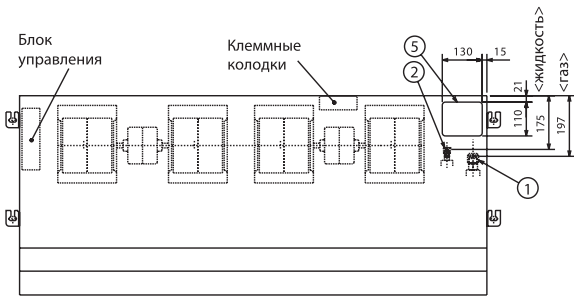 Блок
управления
Клеммные
колодки
5
2
130
15
21
110
175
197
<жидкость>
<газ>
1